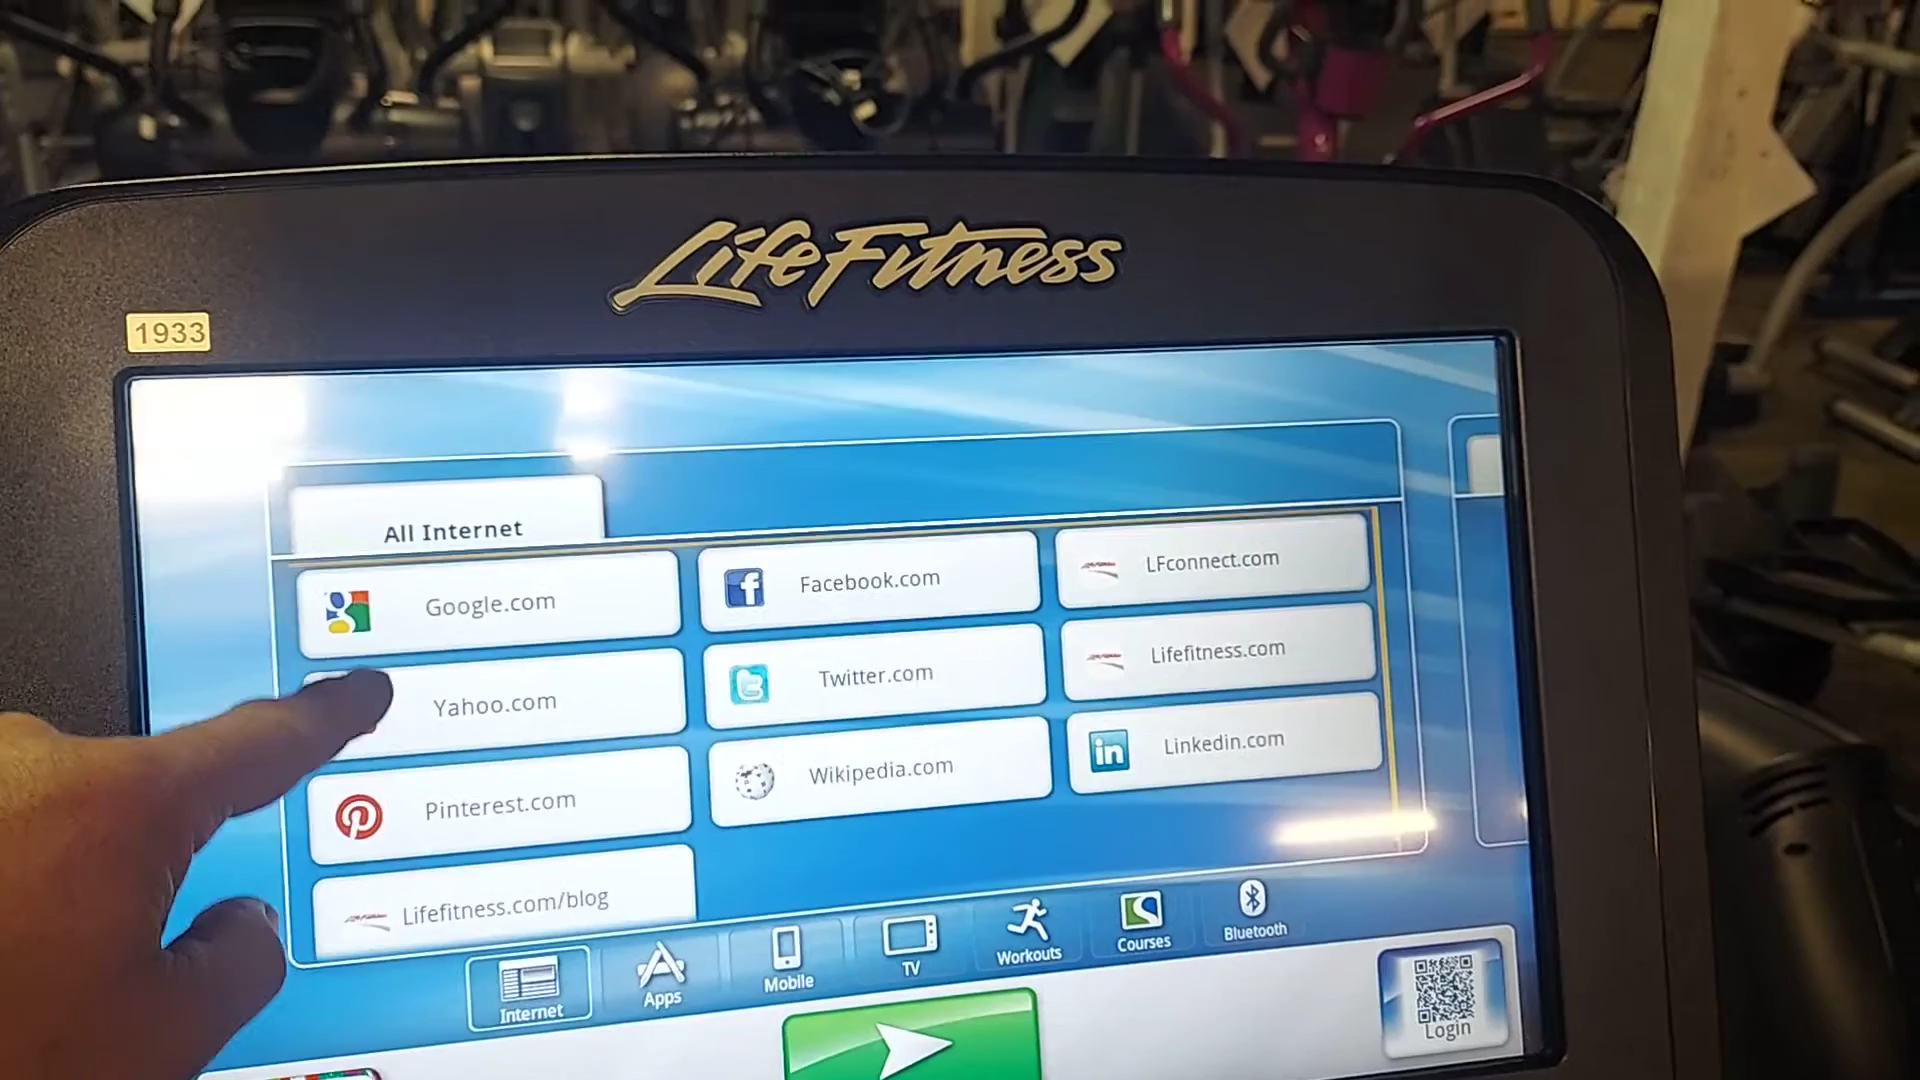 LifeFitness
1933
All Internet
Google.com
Facebook.com
LFconnect.com
Yahoo.com
Twitter.com
Lifefitness.com
Pinterest.com
Wikipedia.com
Linkedin.com
Lifefitness.com/blog
Internet
Apps
Mobile
TV
Workouts
Courses
Bluetooth
Login